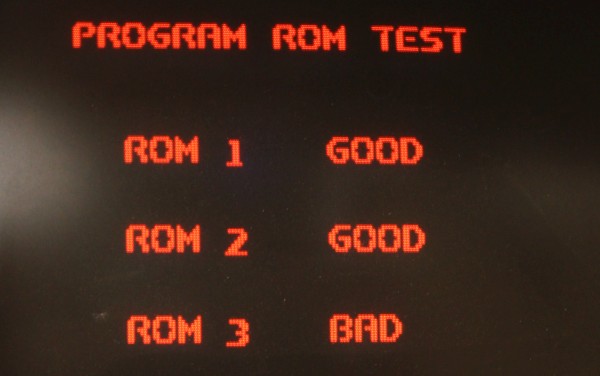 PROGRAM ROM TEST
ROM 1 GOOD
ROM 2 GOOD
ROM 3 BAD